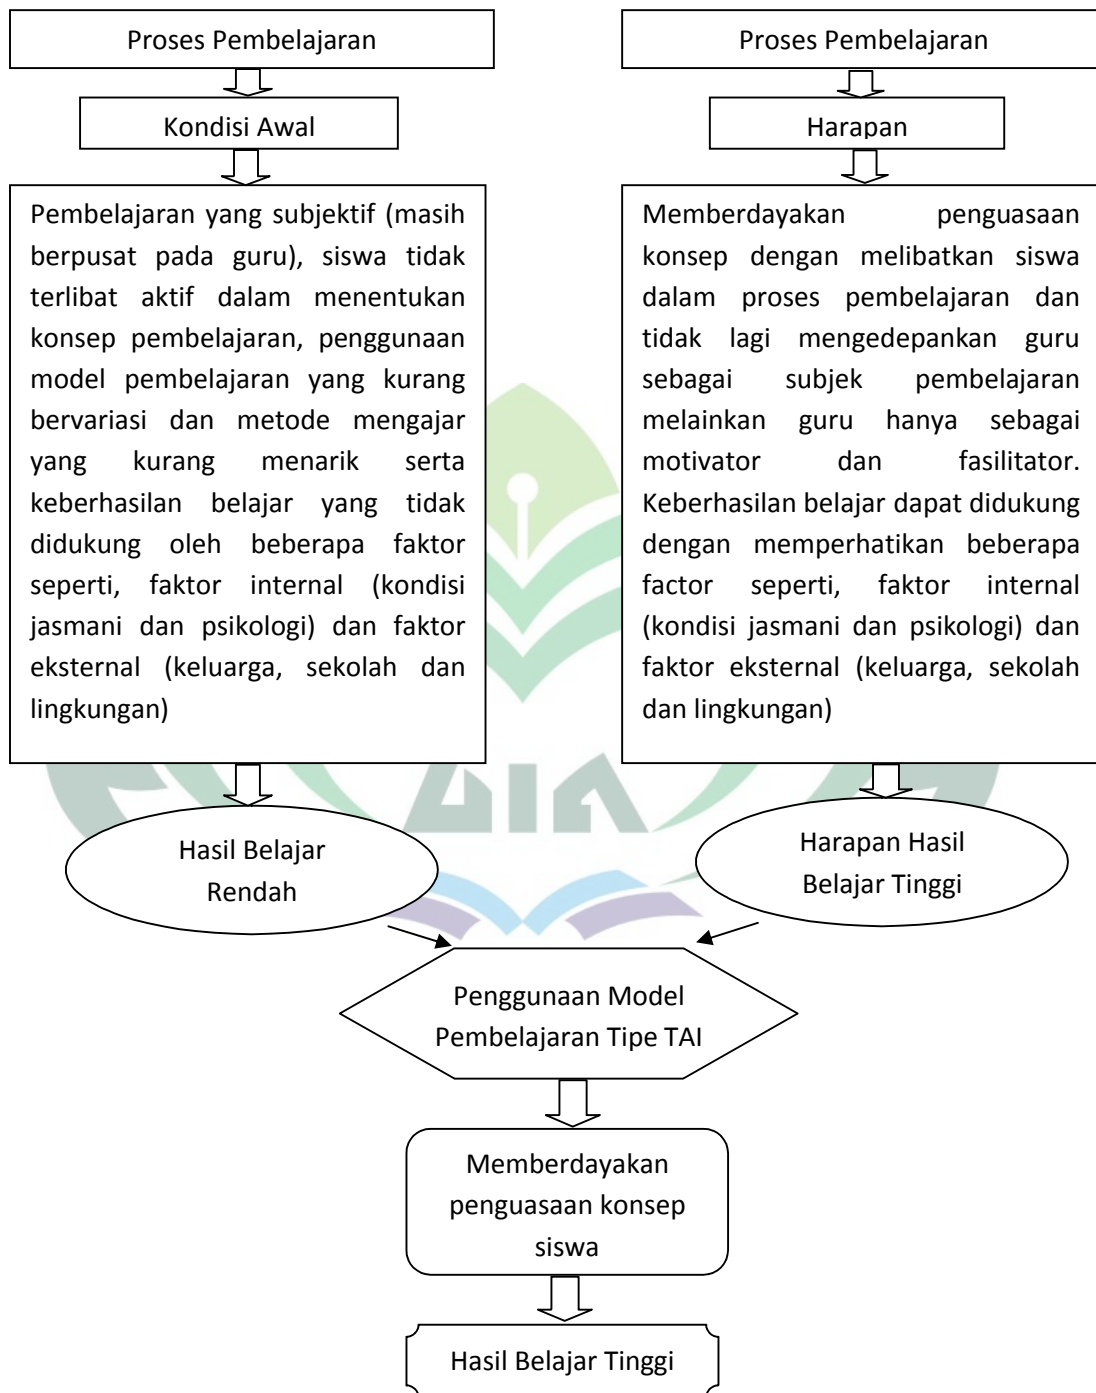 Proses Pembelajaran
Kondisi Awal
Pembelajaran yang subjektif (masih
berpusat pada guru), siswa tidak
terlibat aktif dalam menentukan
konsep pembelajaran, penggunaan
model pembelajaran yang kurang
bervariasi dan metode mengajar
yang kurang menarik serta
keberhasilan belajar yang tidak
didukung oleh beberapa faktor
seperti, faktor internal (kondisi
jasmani dan psikologi) dan faktor
eksternal (keluarga, sekolah dan
lingkungan)
Hasil Belajar
Rendah
Proses Pembelajaran
Harapan
Memberdayakan penguasaan
konsep dengan melibatkan siswa
dalam proses pembelajaran dan
tidak lagi mengedepankan guru
sebagai subjek pembelajaran
melainkan guru hanya sebagai
motivator dan fasilitator.
Keberhasilan belajar dapat didukung
dengan memperhatikan beberapa
factor seperti, faktor internal
(kondisi jasmani dan psikologi) dan
faktor eksternal (keluarga, sekolah
dan lingkungan)
Harapan Hasil
Belajar Tinggi
Penggunaan Model
Pembelajaran Tipe TAI
Memberdayakan
penguasaan konsep
siswa
Hasil Belajar Tinggi